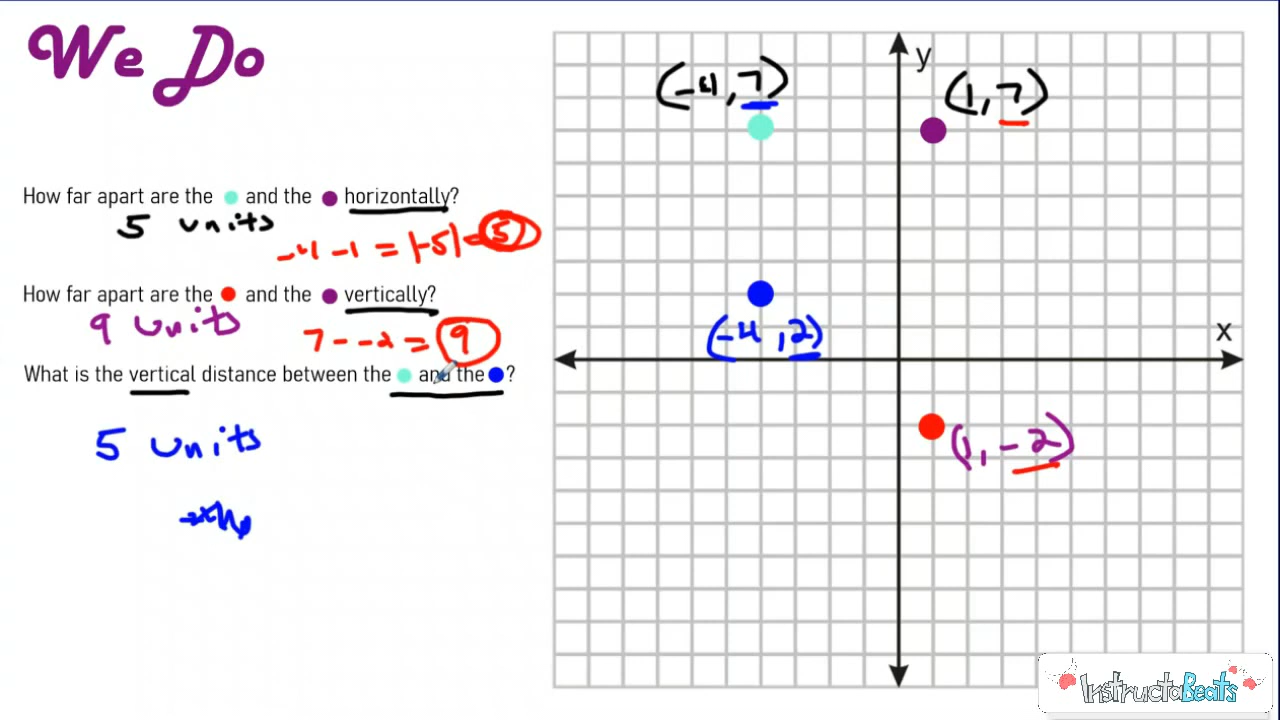 We Do
How far apart are the and the horizontally?
5 units
-4 - 1 = |-5| = 5
How far apart are the and the vertically?
9 units
7 - -2 = 9
What is the vertical distance between the and the ?
5 units
(-4, 7)
(1, 7)
y
(-4, 2)
x
(1, -2)
InstructaBeats